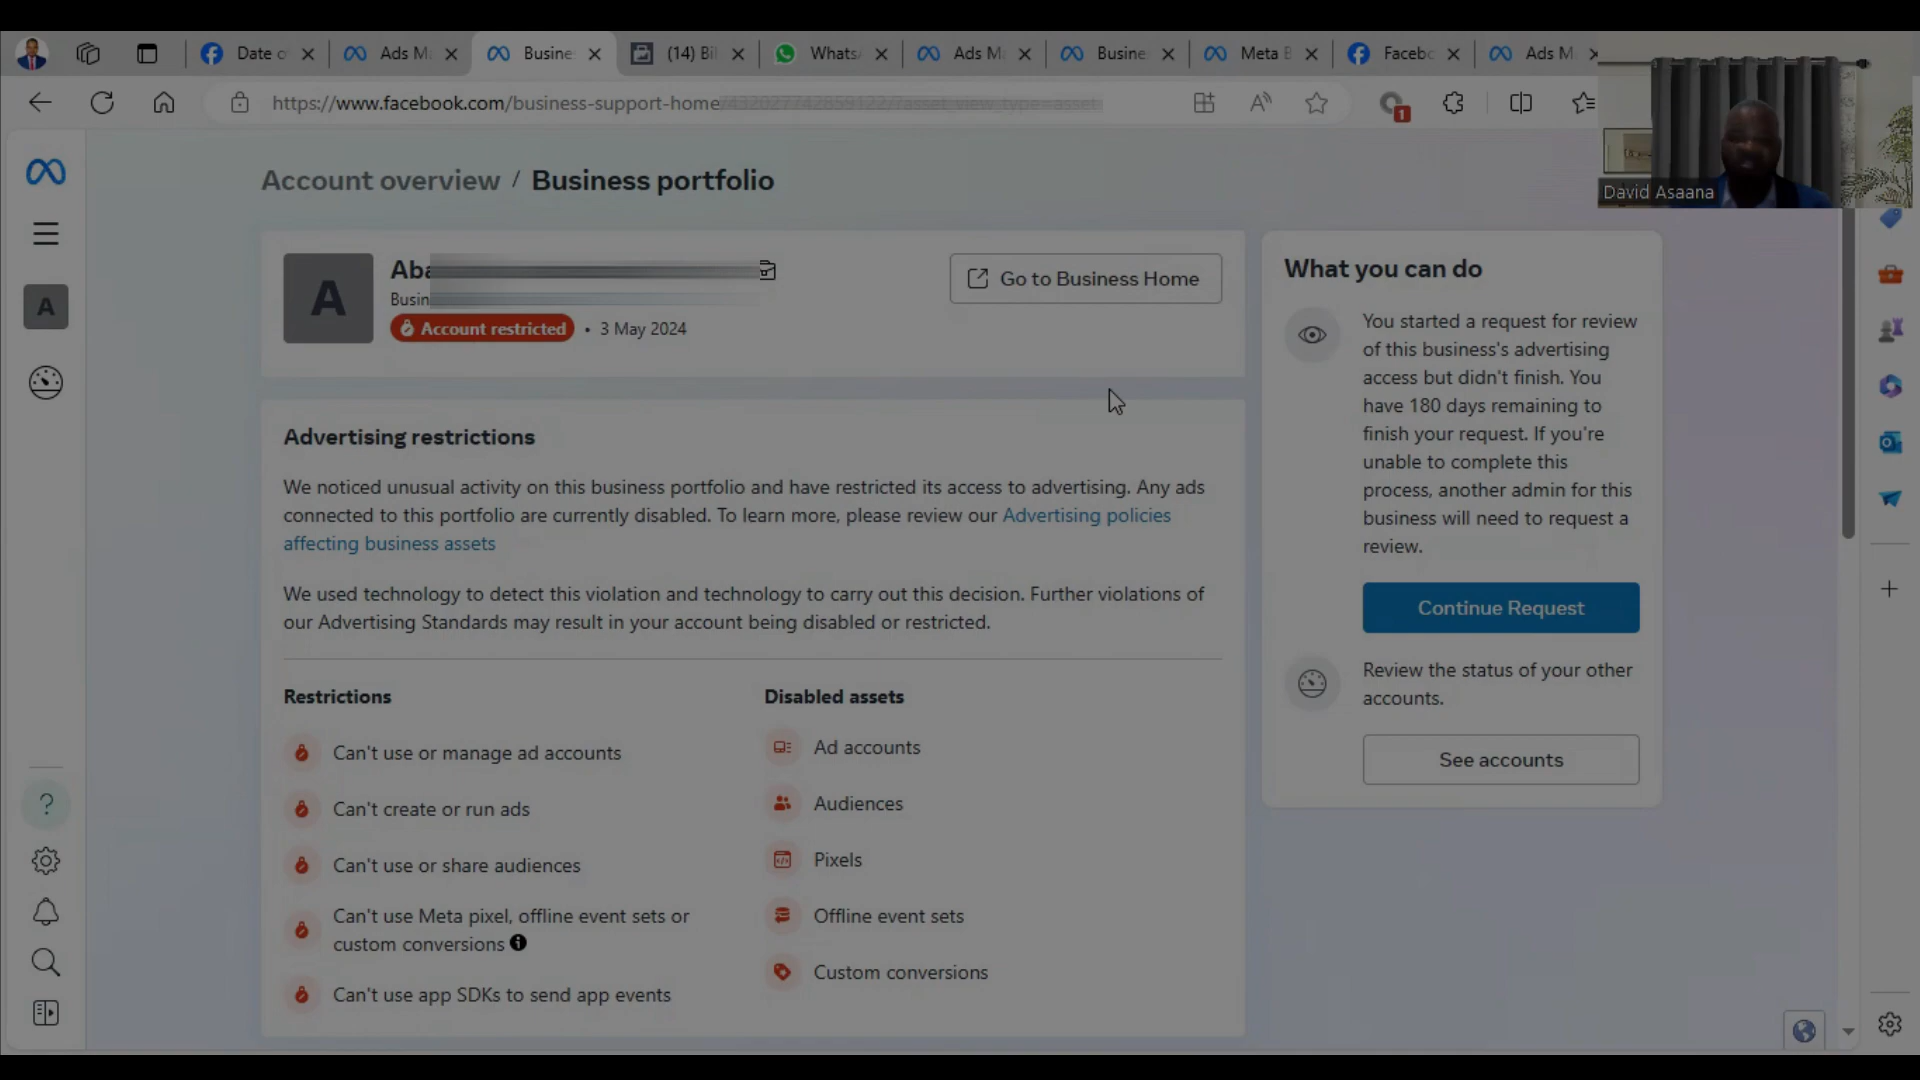 Date o
Ads M
Busine
(14) Bi
Whats
Ads M
Busine
Meta B
Facebo
Ads M
https://www.facebook.com/business-support-home
1
David Asaana
Account overview / Business portfolio
A
A
Aba
Busin
Account restricted • 3 May 2024
Go to Business Home
Advertising restrictions
We noticed unusual activity on this business portfolio and have restricted its access to advertising. Any ads
connected to this portfolio are currently disabled. To learn more, please review our Advertising policies
affecting business assets
We used technology to detect this violation and technology to carry out this decision. Further violations of
our Advertising Standards may result in your account being disabled or restricted.
Restrictions
Can't use or manage ad accounts
Can't create or run ads
Can't use or share audiences
Can't use Meta pixel, offline event sets or
custom conversions
Can't use app SDKs to send app events
Disabled assets
Ad accounts
Audiences
Pixels
Offline event sets
Custom conversions
What you can do
You started a request for review
of this business's advertising
access but didn't finish. You
have 180 days remaining to
finish your request. If you're
unable to complete this
process, another admin for this
business will need to request a
review.
Continue Request
Review the status of your other
accounts.
See accounts